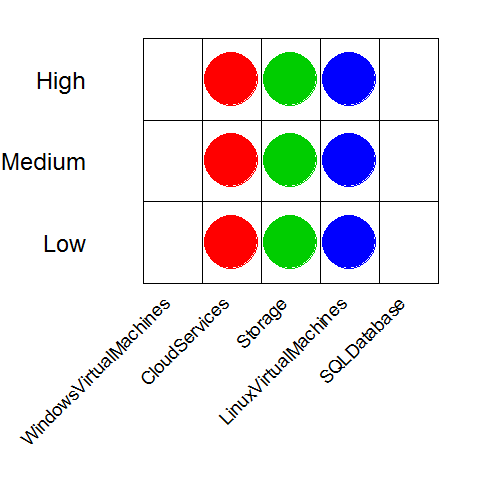 High
Medium
Low
WindowsVirtualMachines
CloudServices
Storage
LinuxVirtualMachines
SQLDatabase